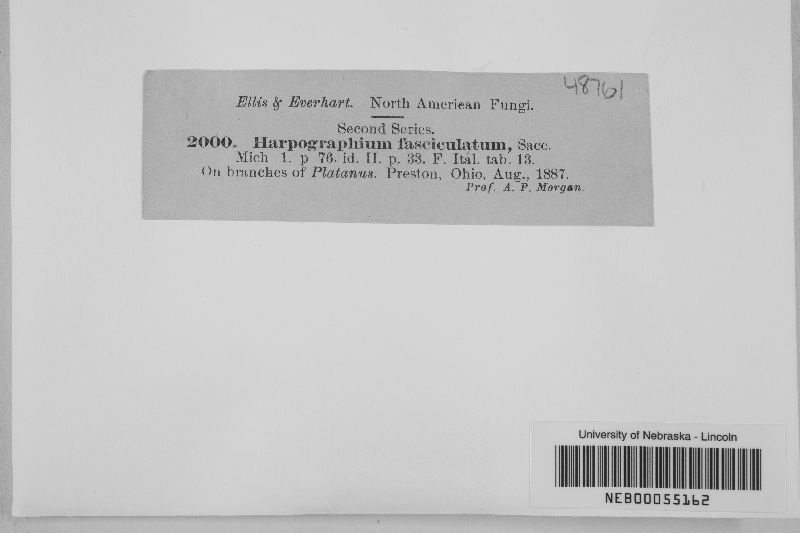 48761
Ellis & Everhart. North American Fungi.
Second Series.
2000. Harpographium fasciculatum, Sacc.
Mich 1. p 76. id. II. p. 33. F. Ital. tab. 13.
On branches of Platanus. Preston, Ohio, Aug., 1887.
Prof. A. P. Morgan.
University of Nebraska - Lincoln
NEB00055162